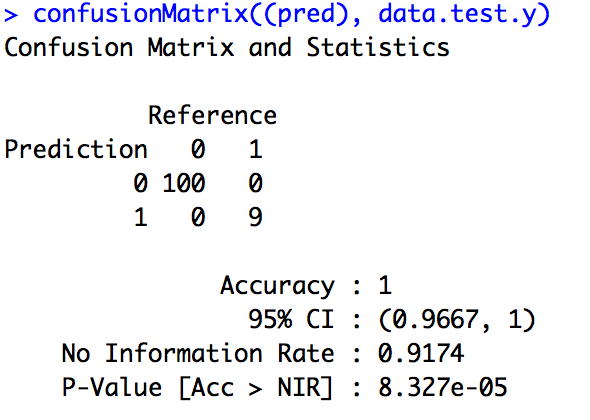 > confusionMatrix((pred), data.test.y)
Confusion Matrix and Statistics
Reference
Prediction 0 1
0 100 0
1 0 9
Accuracy : 1
95% CI : (0.9667, 1)
No Information Rate : 0.9174
P-Value [Acc > NIR] : 8.327e-05